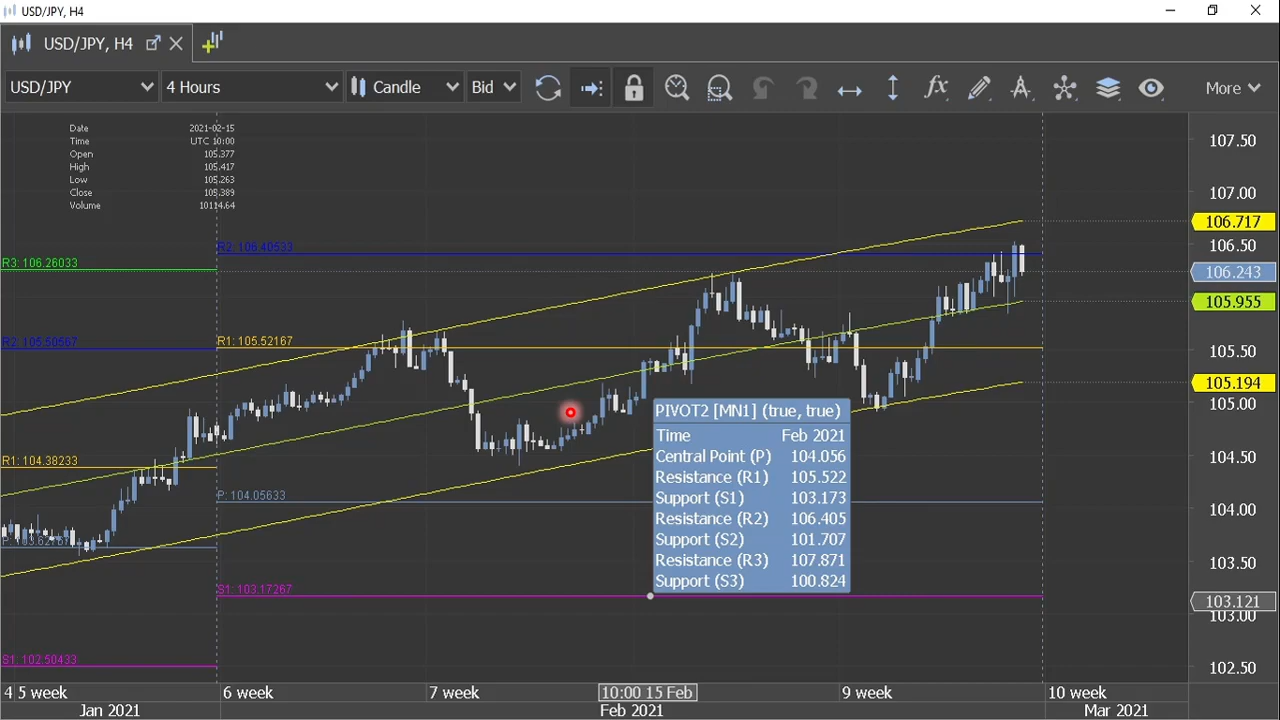 USD/JPY, H4
USD/JPY, H4
USD/JPY 4 Hours Candle Bid More
Date 2021-02-15
Time UTC 10:00
Open 105.377
High 105.417
Low 105.263
Close 105.389
Volume 10114.64
107.50
107.00
106.717
R2: 106.40533
106.50
R3: 106.26033
106.243
105.955
R2: 105.50567
R1: 105.52167
105.50
105.194
105.00
PIVOT2 [MN1] (true, true)
Time Feb 2021
Central Point (P) 104.056
Resistance (R1) 105.522
Support (S1) 103.173
Resistance (R2) 106.405
Support (S2) 101.707
Resistance (R3) 107.871
Support (S3) 100.824
R1: 104.38233
104.50
P: 104.05633
104.00
103.50
S1: 103.17267
103.121
103.00
S1: 102.50433
102.50
4 5 week 6 week 7 week 10:00 15 Feb 9 week 10 week
Jan 2021 Feb 2021 Mar 2021